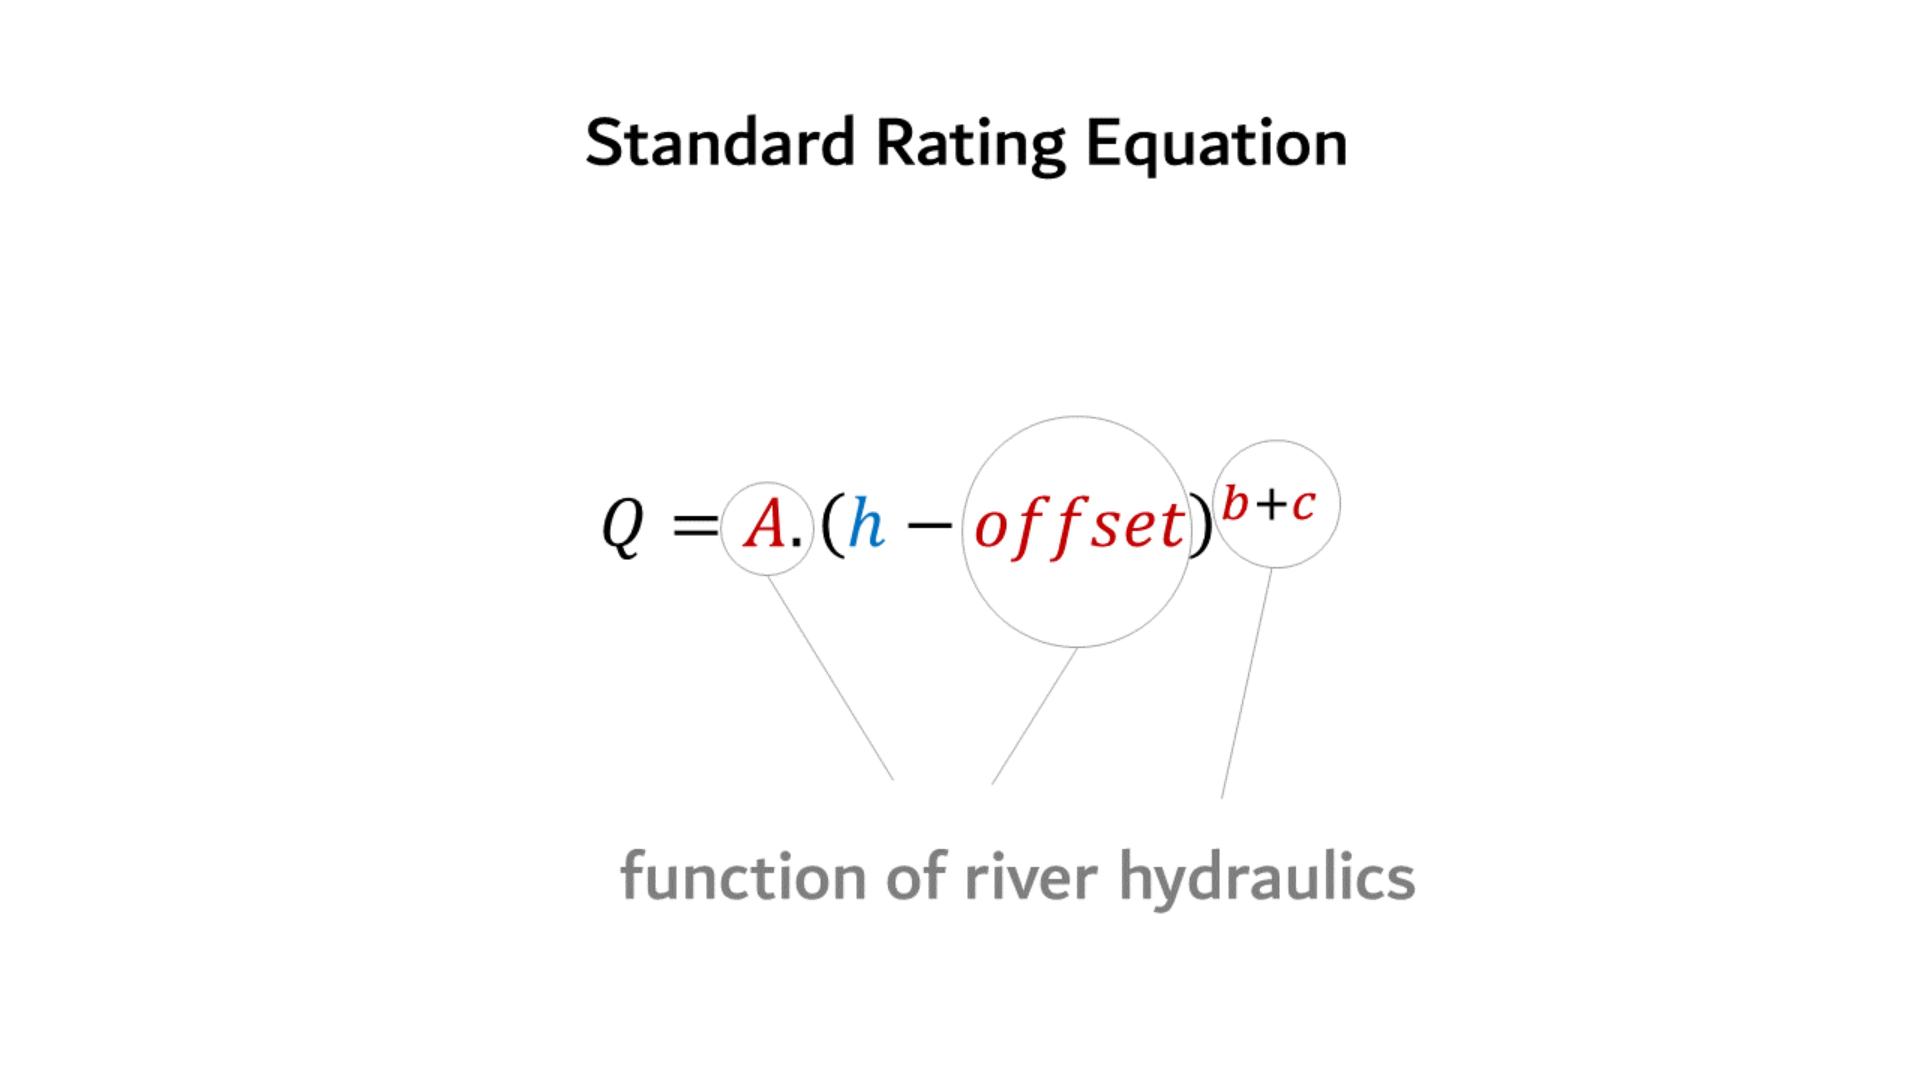 Standard Rating Equation
Q = A.(h − offset)^{b+c}
function of river hydraulics